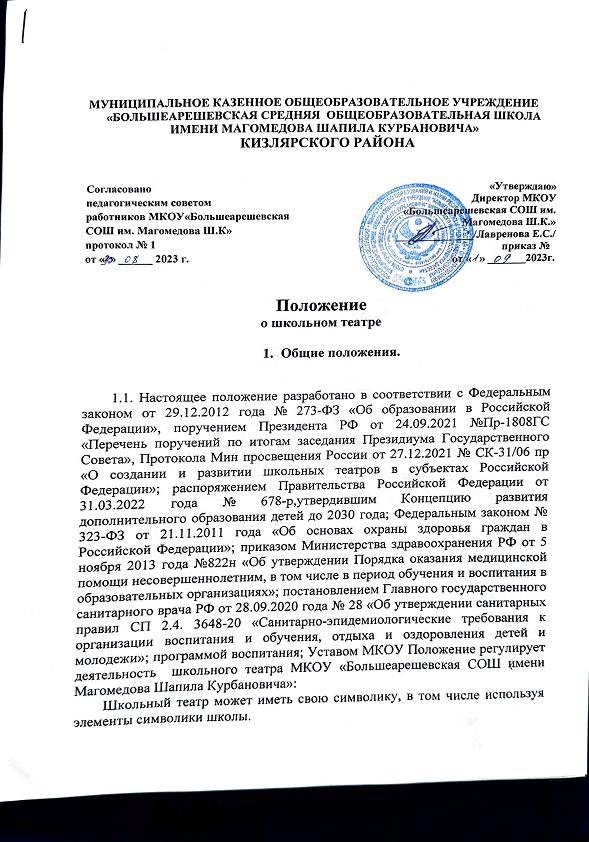 МУНИЦИПАЛЬНОЕ КАЗЕННОЕ ОБЩЕОБРАЗОВАТЕЛЬНОЕ УЧРЕЖДЕНИЕ
«БОЛЬШЕАРЕШЕВСКАЯ СРЕДНЯЯ ОБЩЕОБРАЗОВАТЕЛЬНАЯ ШКОЛА
ИМЕНИ МАГОМЕДОВА ШАПИЛА КУРБАНОВИЧА»
КИЗЛЯРСКОГО РАЙОНА
Согласовано
педагогическим советом
работников МКОУ«Большеарешевская
СОШ им. Магомедова Ш.К»
протокол № 1
от «30» 08 2023 г.
«Утверждаю»
Директор МКОУ
«Большеарешевская СОШ им.
Магомедова Ш.К.»
/Лавренова Е.С./
приказ №
от «1» 09 2023г.
Положение
о школьном театре
1. Общие положения.
1.1. Настоящее положение разработано в соответствии с Федеральным
законом от 29.12.2012 года № 273-ФЗ «Об образовании в Российской
Федерации», поручением Президента РФ от 24.09.2021 №Пр-1808ГС
«Перечень поручений по итогам заседания Президиума Государственного
Совета», Протокола Мин просвещения России от 27.12.2021 № СК-31/06 пр
«О создании и развитии школьных театров в субъектах Российской
Федерации»; распоряжением Правительства Российской Федерации от
31.03.2022 года № 678-р,утвердившим Концепцию развития
дополнительного образования детей до 2030 года; Федеральным законом №
323-ФЗ от 21.11.2011 года «Об основах охраны здоровья граждан в
Российской Федерации»; приказом Министерства здравоохранения РФ от 5
ноября 2013 года №822н «Об утверждении Порядка оказания медицинской
помощи несовершеннолетним, в том числе в период обучения и воспитания в
образовательных организациях»; постановлением Главного государственного
санитарного врача РФ от 28.09.2020 года № 28 «Об утверждении санитарных
правил СП 2.4. 3648-20 «Санитарно-эпидемиологические требования к
организации воспитания и обучения, отдыха и оздоровления детей и
молодежи»; программой воспитания; Уставом МКОУ Положение регулирует
деятельность школьного театра МКОУ «Большеарешевская СОШ имени
Магомедова Шапила Курбановича»:
Школьный театр может иметь свою символику, в том числе используя
элементы символики школы.